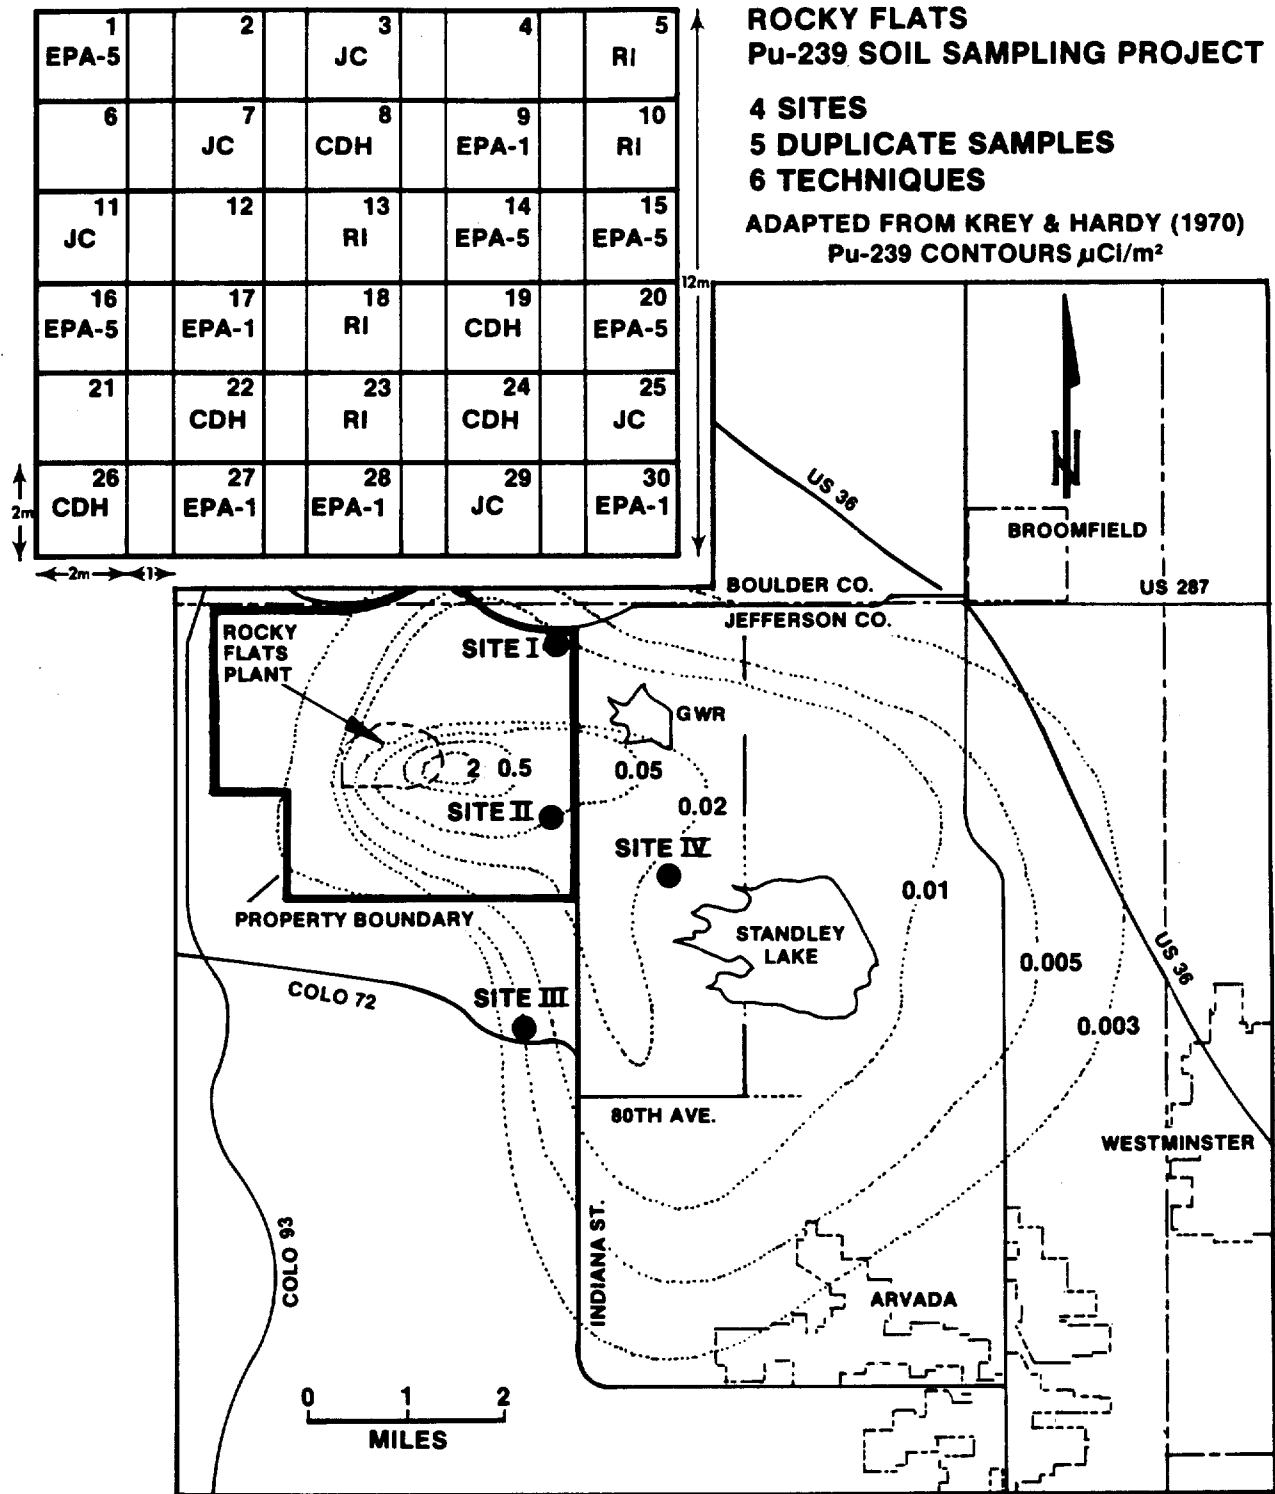 1
EPA-5
2
3
JC
4
5
RI
6
7
JC
8
CDH
9
EPA-1
10
RI
11
JC
12
13
RI
14
EPA-5
15
EPA-5
16
EPA-5
17
EPA-1
18
RI
19
CDH
20
EPA-5
21
22
CDH
23
RI
24
CDH
25
JC
26
CDH
27
EPA-1
28
EPA-1
29
JC
30
EPA-1
12m
2m
2m
1
ROCKY FLATS
Pu-239 SOIL SAMPLING PROJECT
4 SITES
5 DUPLICATE SAMPLES
6 TECHNIQUES
ADAPTED FROM KREY & HARDY (1970)
Pu-239 CONTOURS µCi/m²
N
US 36
BROOMFIELD
BOULDER CO.
US 287
JEFFERSON CO.
ROCKY
FLATS
PLANT
SITE I
GWR
2
0.5
0.05
0.02
SITE II
SITE IV
0.01
PROPERTY BOUNDARY
STANDLEY
LAKE
US 36
0.005
COLO 72
SITE III
0.003
80TH AVE.
WESTMINSTER
COLO 93
INDIANA ST.
ARVADA
0 1 2
MILES